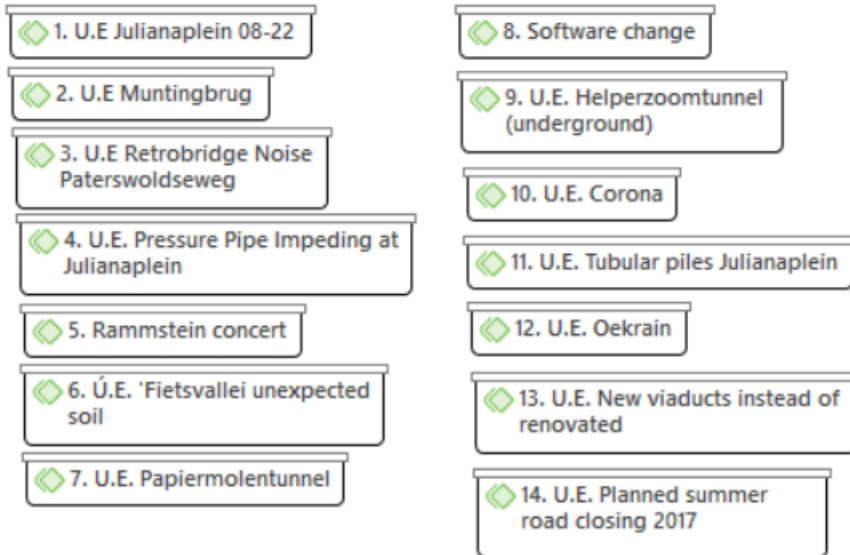 1. U.E Julianaplein 08-22
2. U.E Muntingbrug
3. U.E Retrobridge Noise
Paterswoldseweg
4. U.E. Pressure Pipe Impeding at
Julianaplein
5. Rammstein concert
6. Ú.E. 'Fietsvallei unexpected
soil
7. U.E. Papiermolentunnel
8. Software change
9. U.E. Helperzoomtunnel
(underground)
10. U.E. Corona
11. U.E. Tubular piles Julianaplein
12. U.E. Oekrain
13. U.E. New viaducts instead of
renovated
14. U.E. Planned summer
road closing 2017